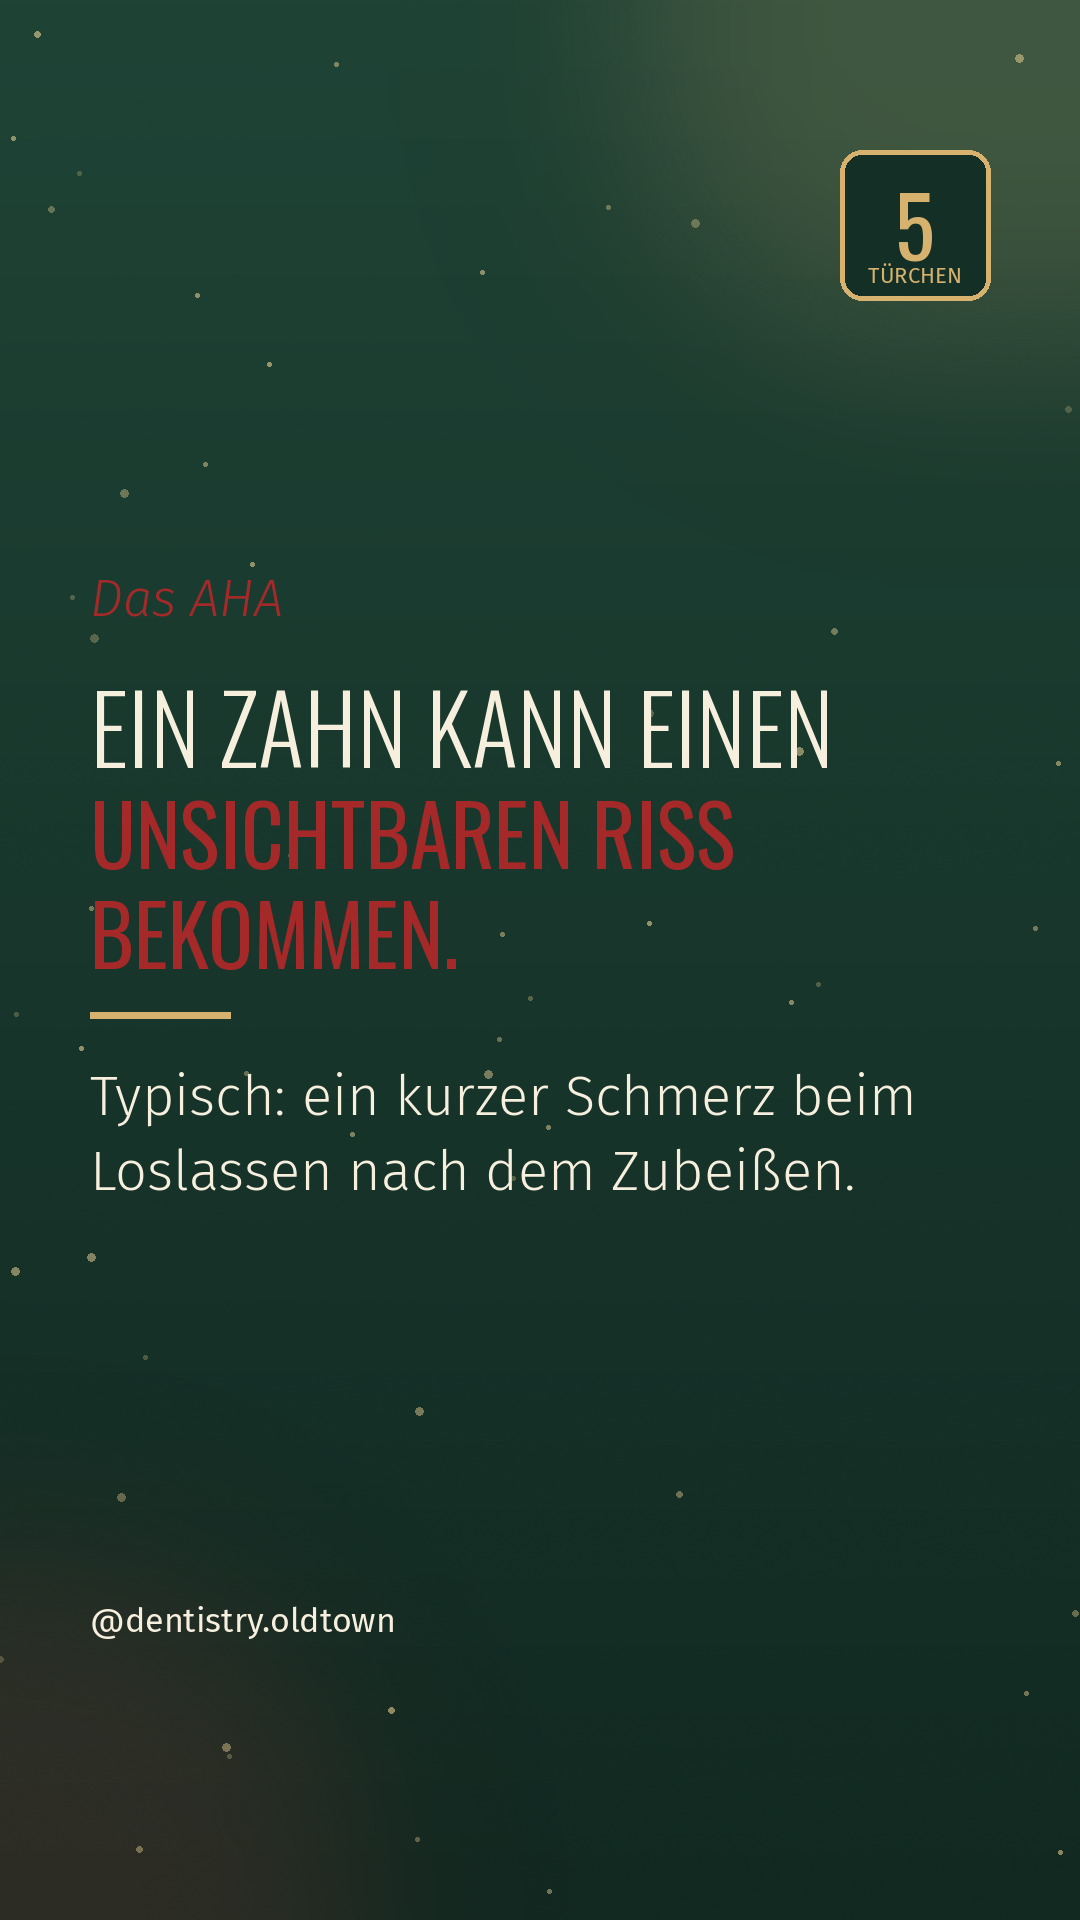 5
TÜRCHEN
Das AHA
EIN ZAHN KANN EINEN
UNSICHTBAREN RISS
BEKOMMEN.
Typisch: ein kurzer Schmerz beim
Loslassen nach dem Zubeißen.
@dentistry.oldtown